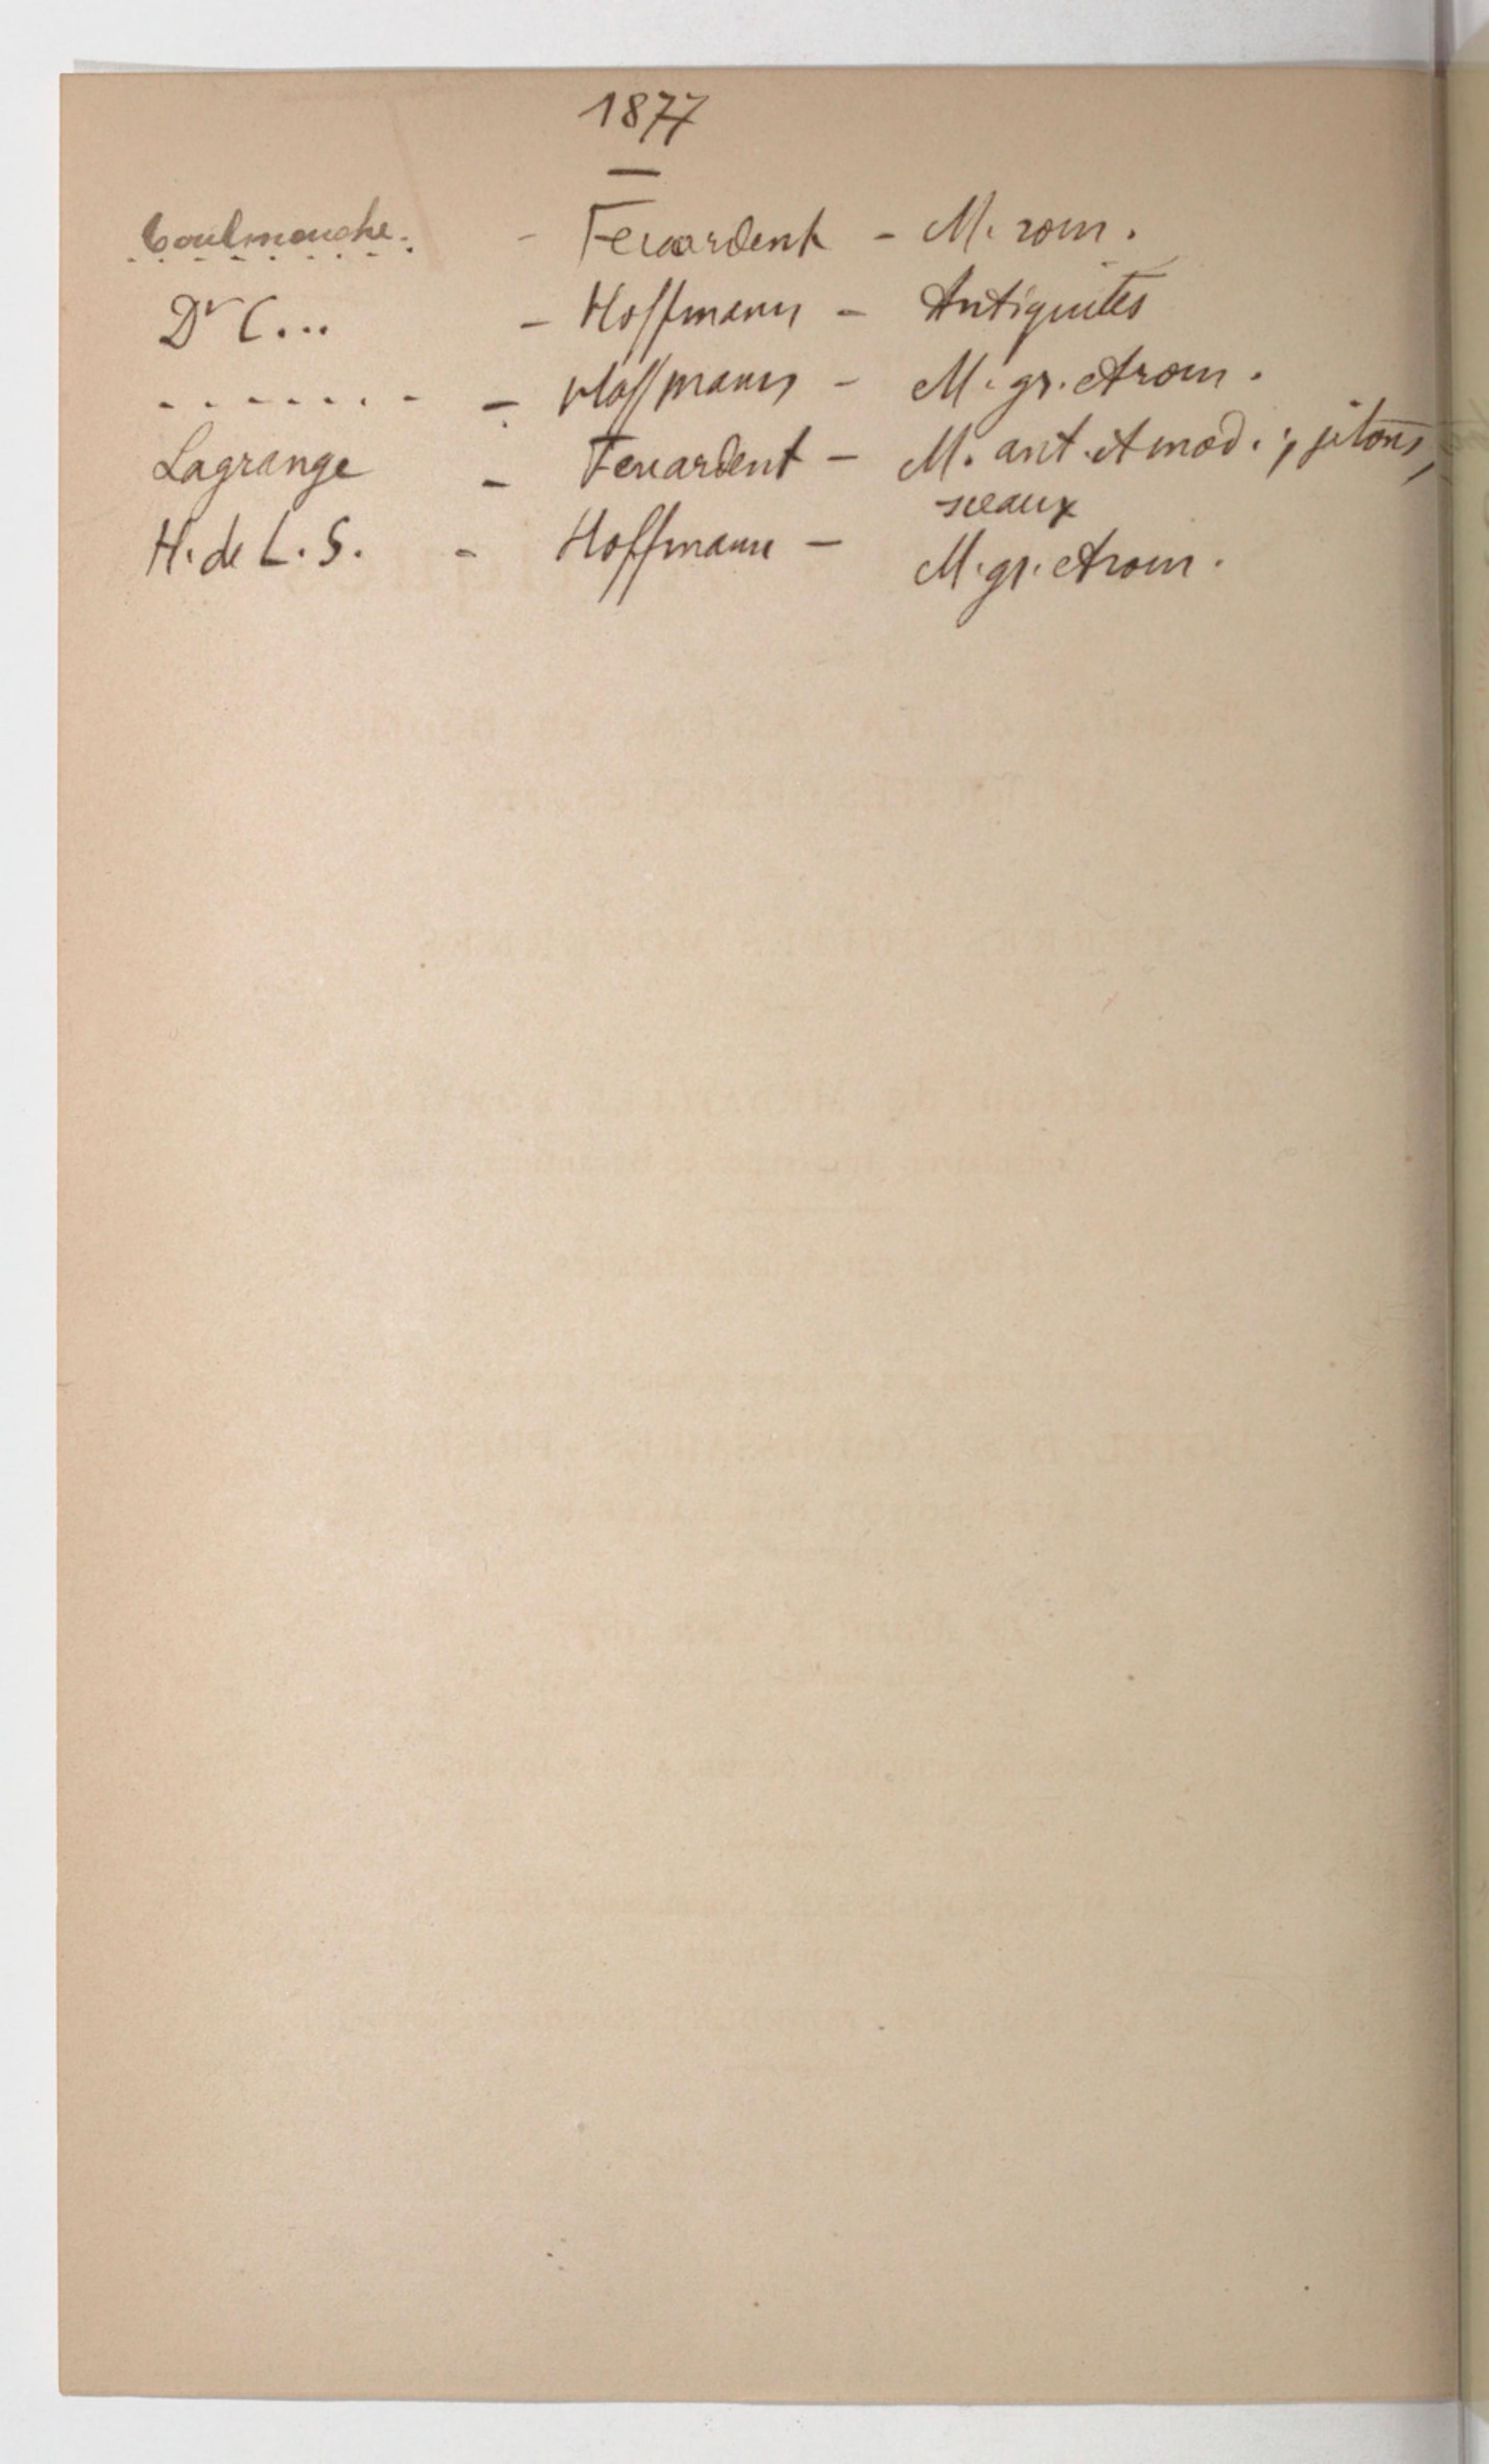 1877
Coulmouche. - Feuardent - M. rom.
Dr C... - Hoffmann - Antiquités
....... - Hoffmann - M. gr. et rom.
Lagrange - Feuardent - M. ant. et mod. ; jetons,
sceaux
H. de L. S. - Hoffmann - M. gr. et rom.